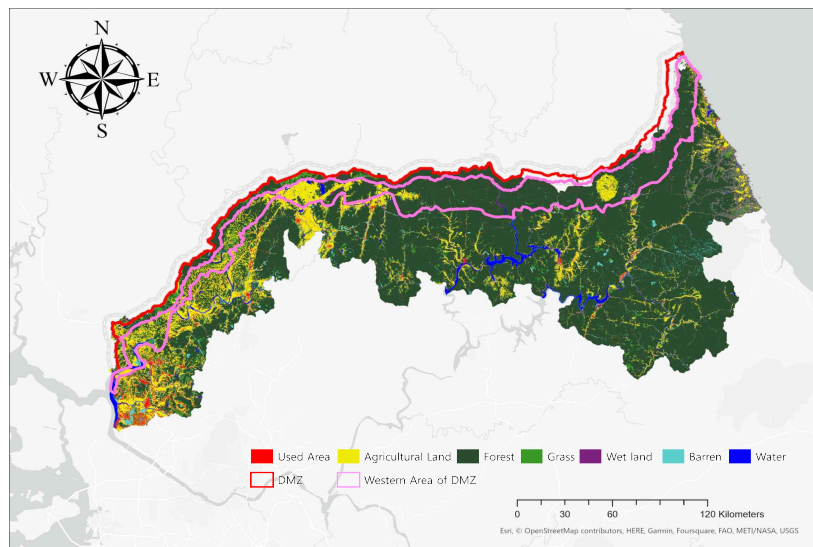 N
W E
S
Used Area Agricultural Land Forest Grass Wet land Barren Water
DMZ Western Area of DMZ
0 30 60 120 Kilometers
Esri, © OpenStreetMap contributors, HERE, Garmin, Foursquare, FAO, METI/NASA, USGS